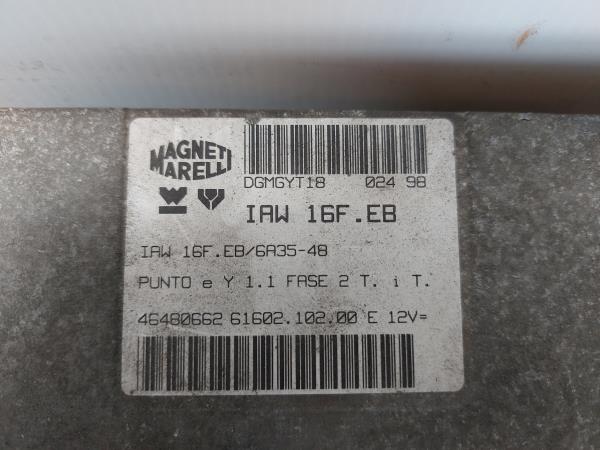 MAGNETI
MARELLI
DGMGYT18 024 98
IAW 16F.EB
IAW 16F.EB/6A35-48
PUNTO e Y 1.1 FASE 2 T. i T.
46480662 61602.102.00 E 12V=